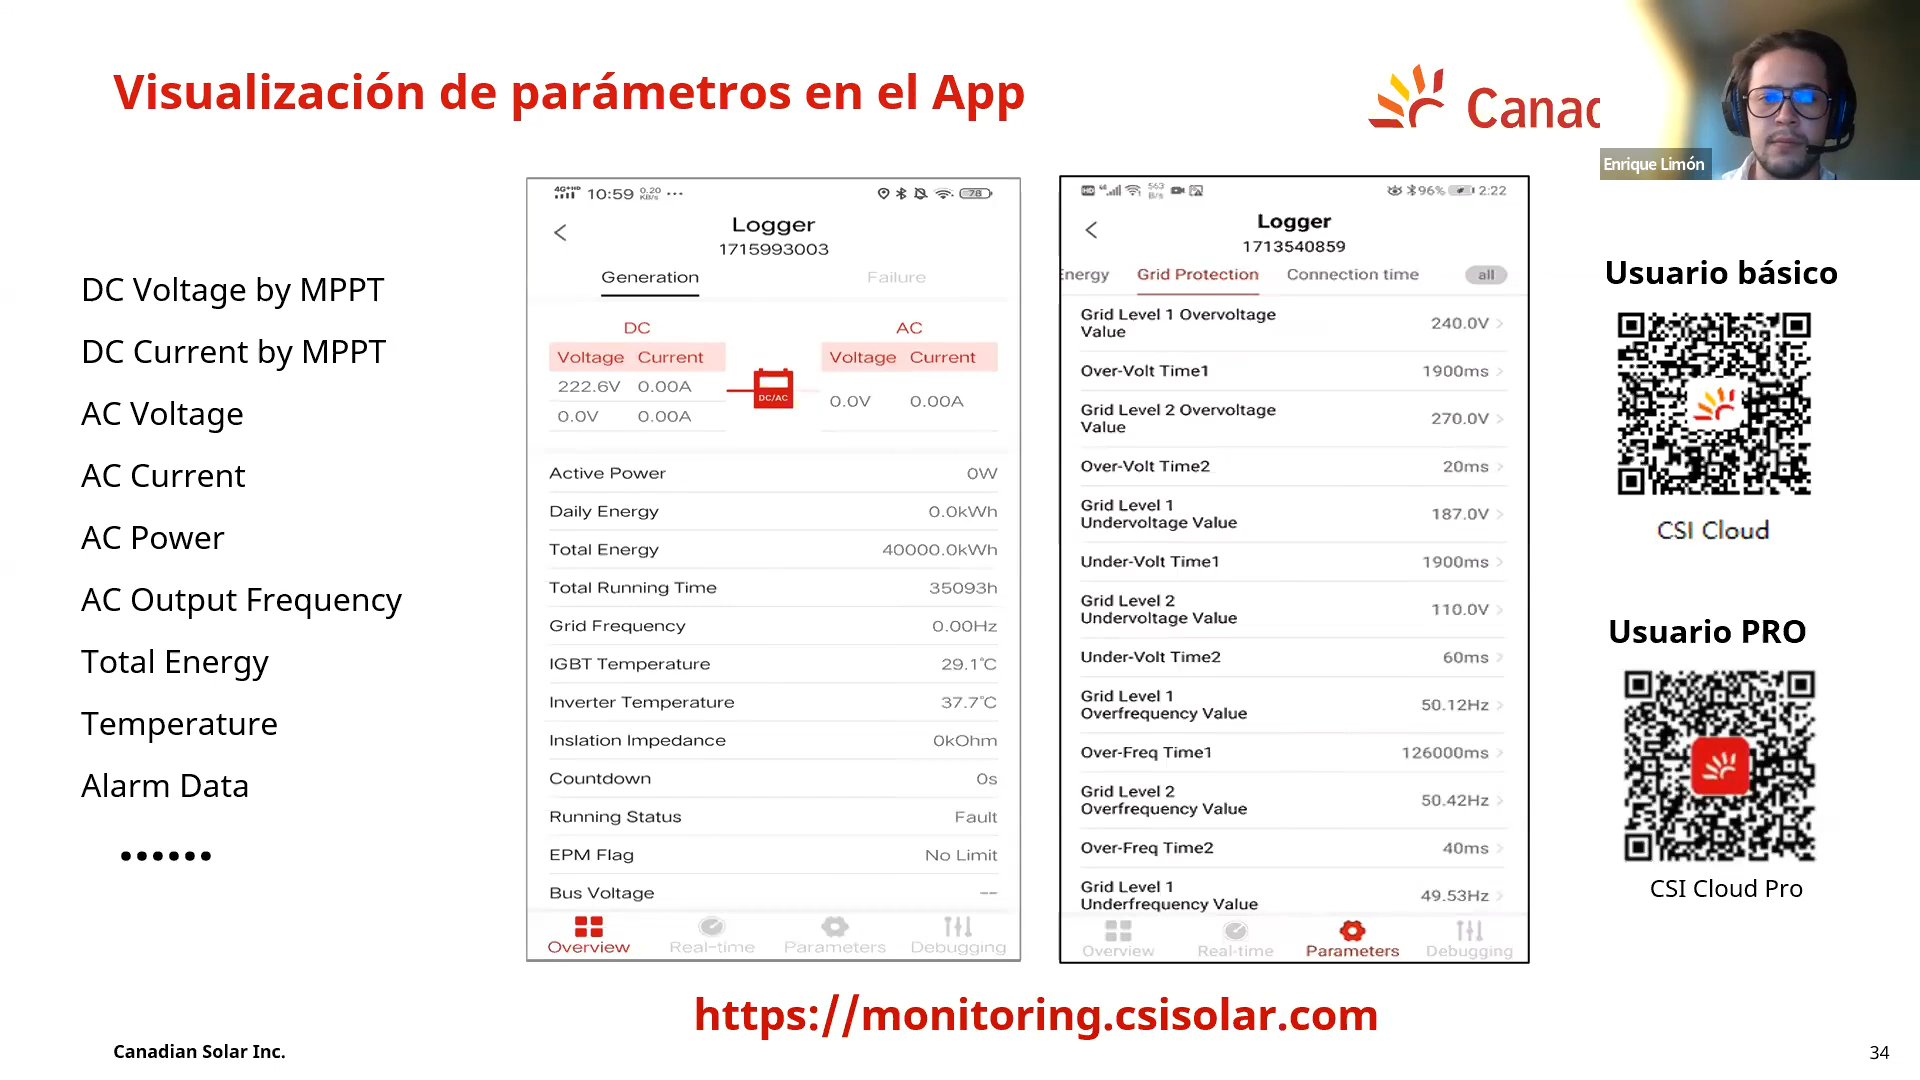 Visualización de parámetros en el App
Canad
Enrique Limón
DC Voltage by MPPT
DC Current by MPPT
AC Voltage
AC Current
AC Power
AC Output Frequency
Total Energy
Temperature
Alarm Data
••••••
4G+HD 10:59 0.20 KB/s ••• 78
Logger
1715993003
Generation Failure
DC AC
Voltage Current Voltage Current
222.6V 0.00A
0.0V 0.00A
0.0V 0.00A
DC/AC
Active Power 0W
Daily Energy 0.0kWh
Total Energy 40000.0kWh
Total Running Time 35093h
Grid Frequency 0.00Hz
IGBT Temperature 29.1℃
Inverter Temperature 37.7℃
Inslation Impedance 0kOhm
Countdown 0s
Running Status Fault
EPM Flag No Limit
Bus Voltage --
Overview Real-time Parameters Debugging
HD 563 B/s 96% 2:22
Logger
1713540859
Energy Grid Protection Connection time all
Grid Level 1 Overvoltage
Value 240.0V
Over-Volt Time1 1900ms
Grid Level 2 Overvoltage
Value 270.0V
Over-Volt Time2 20ms
Grid Level 1
Undervoltage Value 187.0V
Under-Volt Time1 1900ms
Grid Level 2
Undervoltage Value 110.0V
Under-Volt Time2 60ms
Grid Level 1
Overfrequency Value 50.12Hz
Over-Freq Time1 126000ms
Grid Level 2
Overfrequency Value 50.42Hz
Over-Freq Time2 40ms
Grid Level 1
Underfrequency Value 49.53Hz
Overview Real-time Parameters Debugging
Usuario básico
CSI Cloud
Usuario PRO
CSI Cloud Pro
https://monitoring.csisolar.com
Canadian Solar Inc.
34